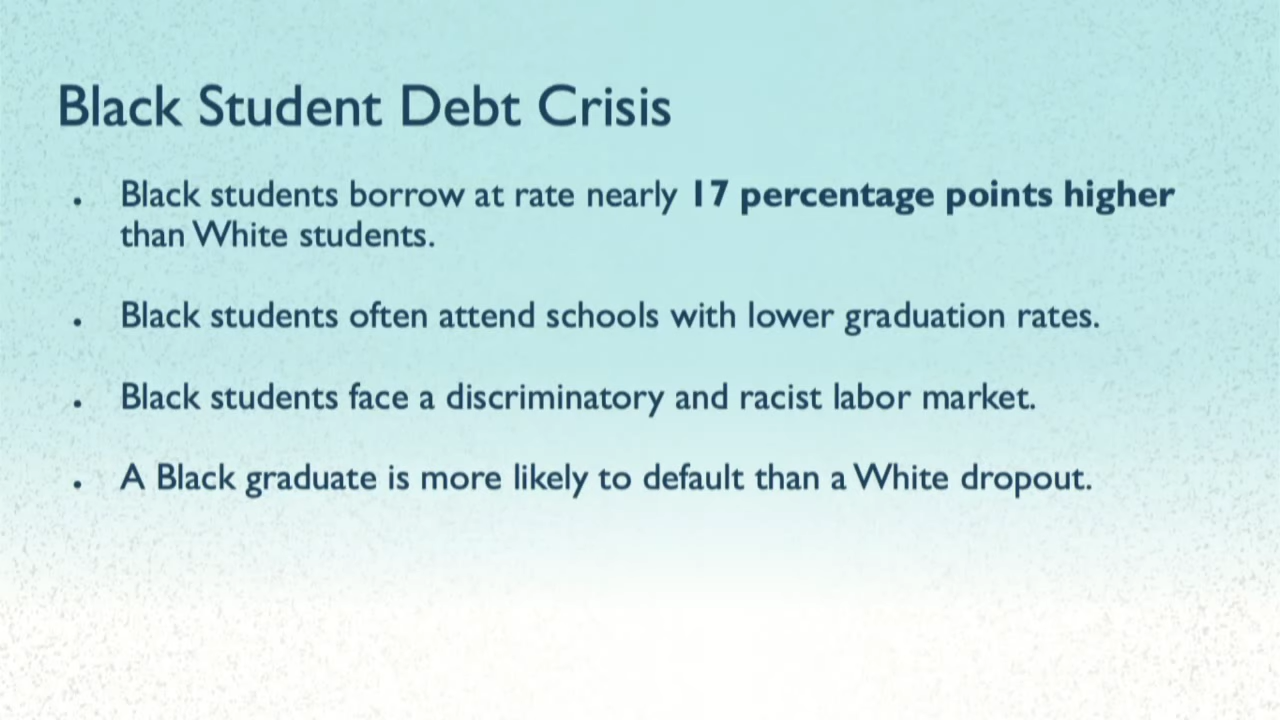 Black Student Debt Crisis
• Black students borrow at rate nearly 17 percentage points higher
than White students.
• Black students often attend schools with lower graduation rates.
• Black students face a discriminatory and racist labor market.
• A Black graduate is more likely to default than a White dropout.